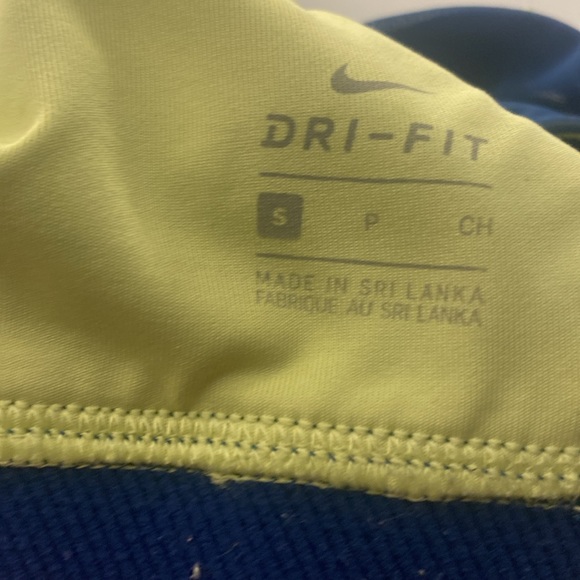 DRI-FIT
S P CH
MADE IN SRI LANKA
FABRIQUE AU SRI LANKA